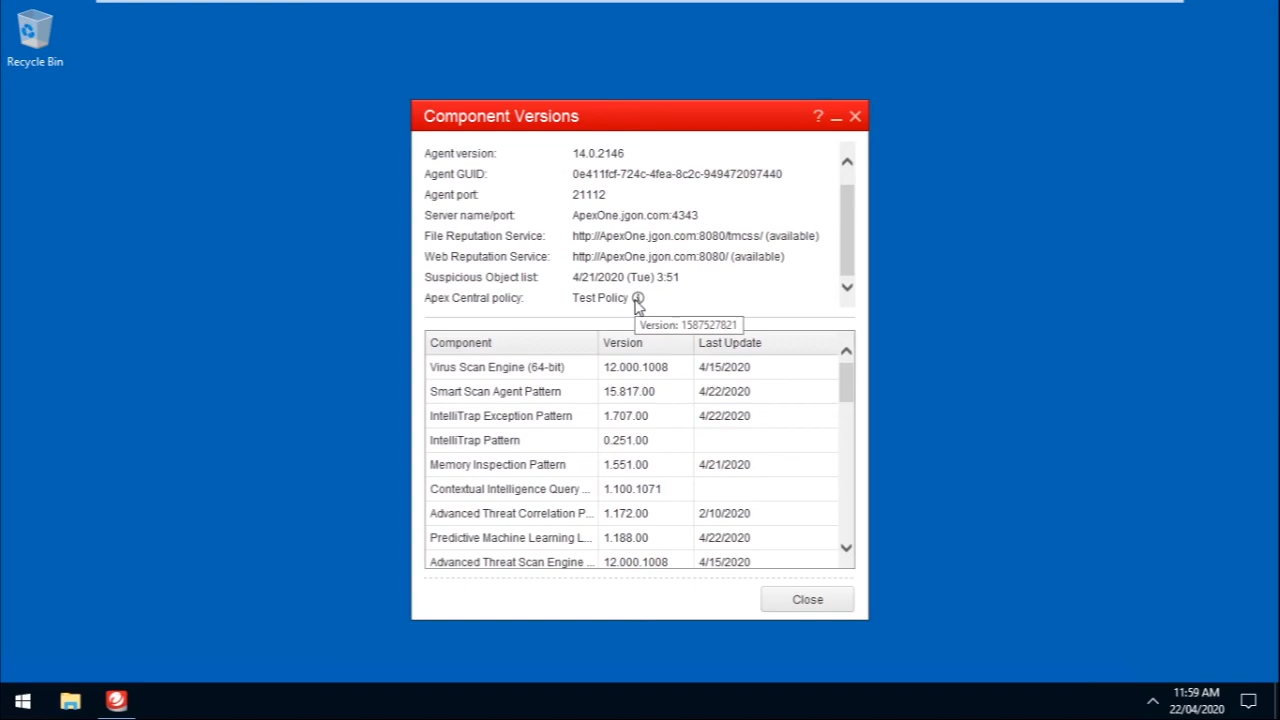 Recycle Bin
Component Versions
?
Agent version: 14.0.2146
Agent GUID: 0e411fcf-724c-4fea-8c2c-949472097440
Agent port: 21112
Server name/port: ApexOne.jgon.com:4343
File Reputation Service: http://ApexOne.jgon.com:8080/tmcss/ (available)
Web Reputation Service: http://ApexOne.jgon.com:8080/ (available)
Suspicious Object list: 4/21/2020 (Tue) 3:51
Apex Central policy: Test Policy
Version: 1587527821
Component Version Last Update
Virus Scan Engine (64-bit) 12.000.1008 4/15/2020
Smart Scan Agent Pattern 15.817.00 4/22/2020
IntelliTrap Exception Pattern 1.707.00 4/22/2020
IntelliTrap Pattern 0.251.00
Memory Inspection Pattern 1.551.00 4/21/2020
Contextual Intelligence Query ... 1.100.1071
Advanced Threat Correlation P... 1.172.00 2/10/2020
Predictive Machine Learning L... 1.188.00 4/22/2020
Advanced Threat Scan Engine ... 12.000.1008 4/15/2020
Close
11:59 AM
22/04/2020